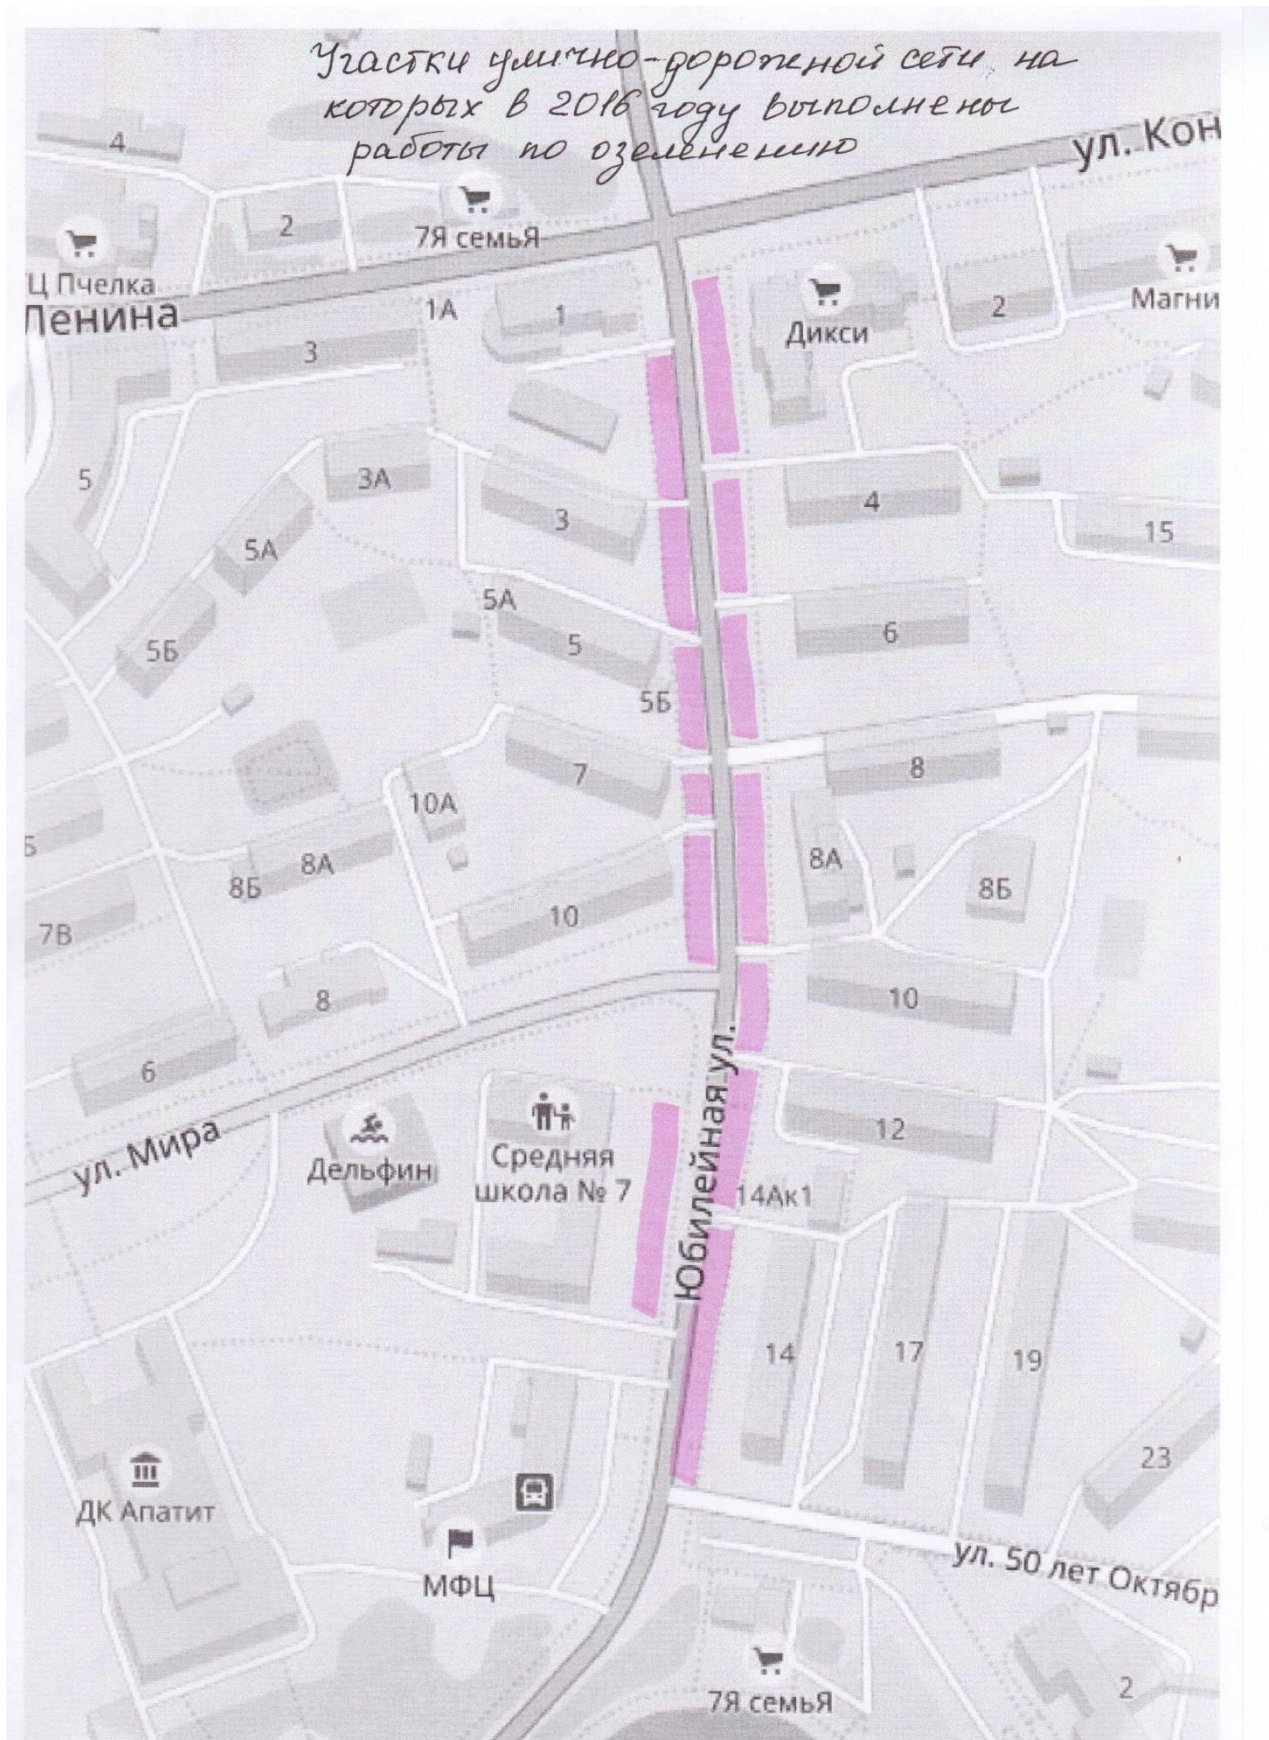 Участки улично-дорожной сети, на
которых в 2016 году выполнены
работы по озеленению
ул. Кон
4
2
7Я семьЯ
Ц Пчелка
Ленина
1А
1
3
Дикси
2
Магни
5
3А
3
4
15
5А
5А
5
6
5Б
5Б
7
8
10А
8А
8Б
8А
8Б
7В
10
10
8
6
12
ул. Мира
Дельфин
Средняя
школа № 7
Юбилейная ул.
14Ак1
14
17
19
23
ДК Апатит
МФЦ
ул. 50 лет Октябр
7Я семьЯ
2